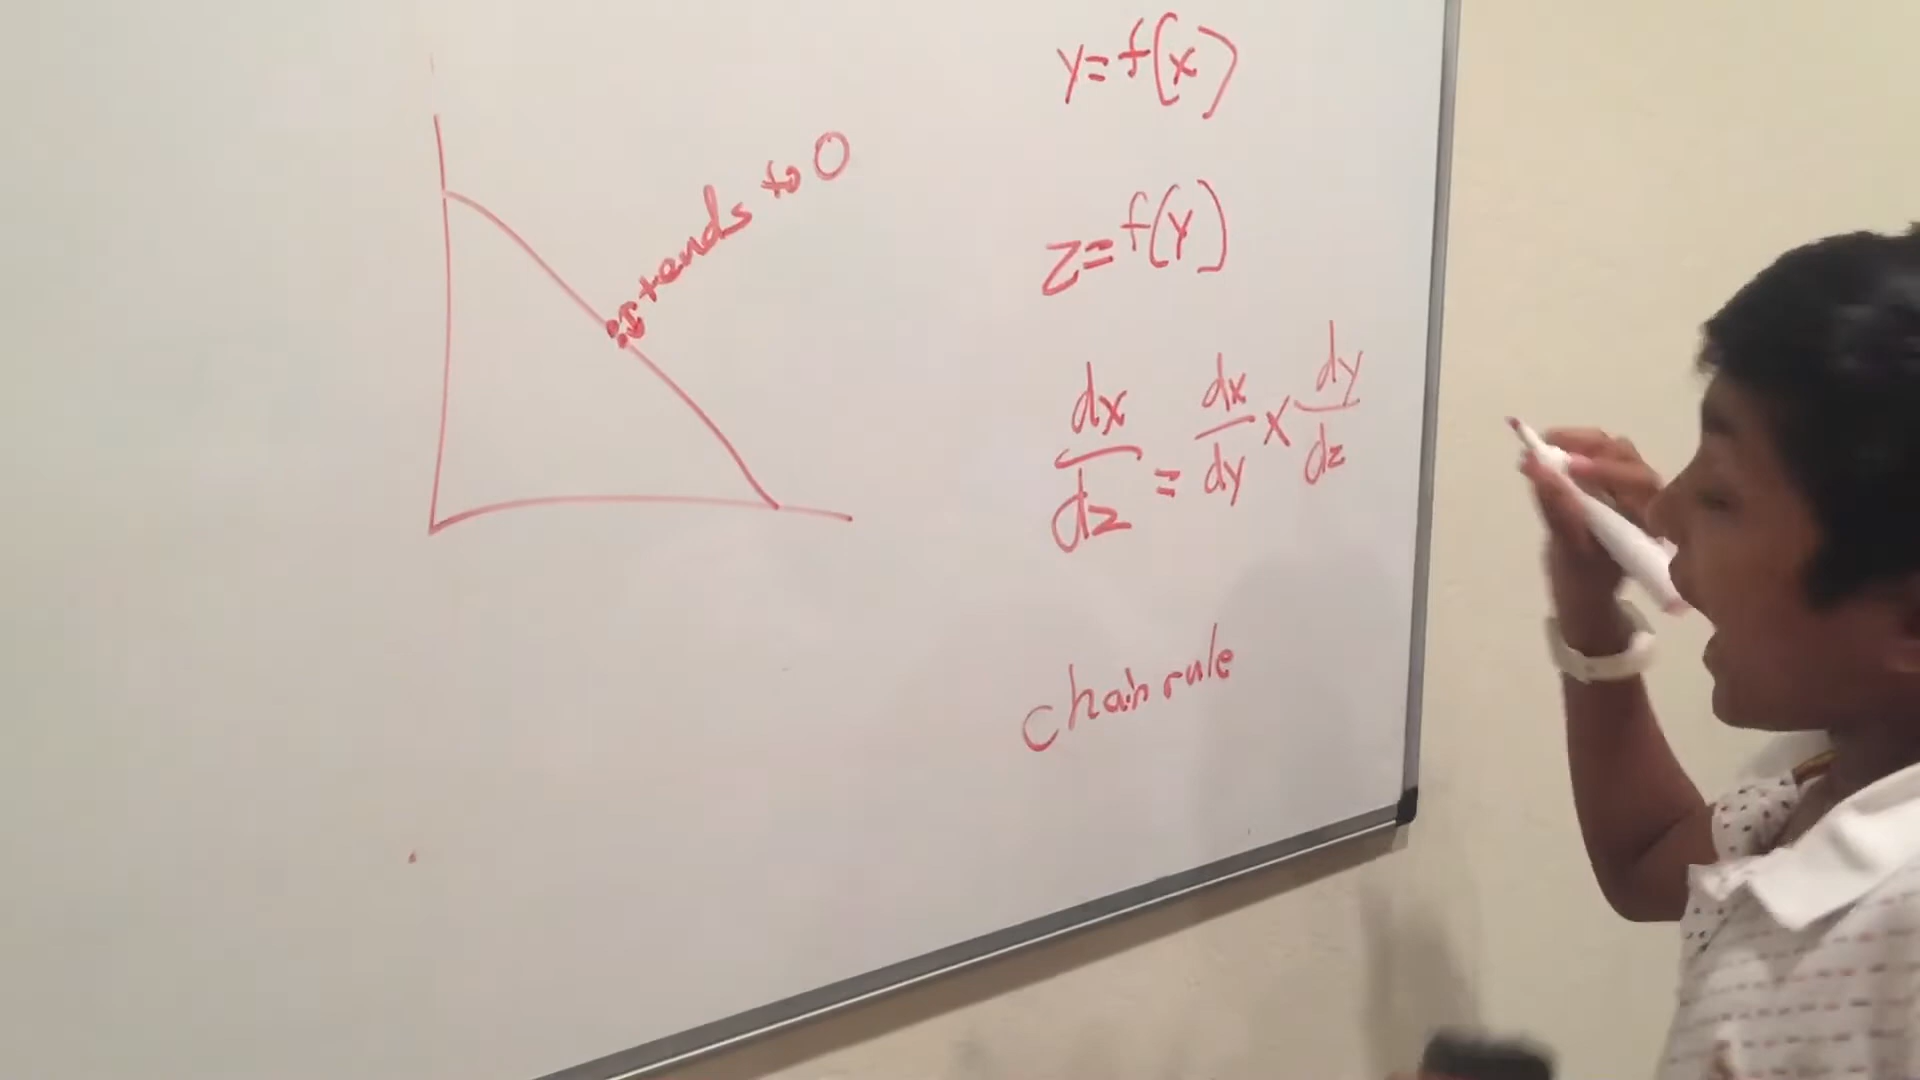 tends to 0
y=f(x)
z=f(y)
dx/dz = dx/dy × dy/dz
chain rule